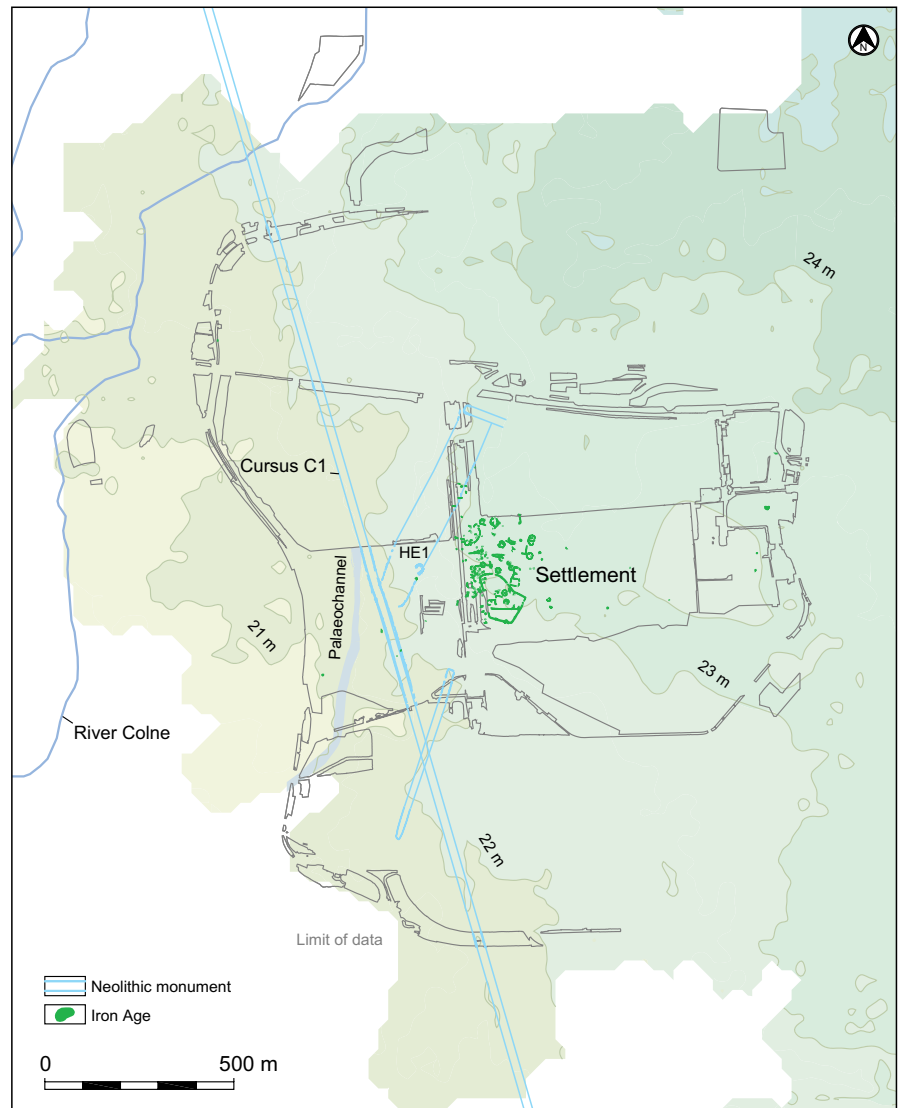 N
24 m
Cursus C1
HE1
Settlement
Palaeochannel
21 m
23 m
River Colne
22 m
Limit of data
Neolithic monument
Iron Age
0 500 m